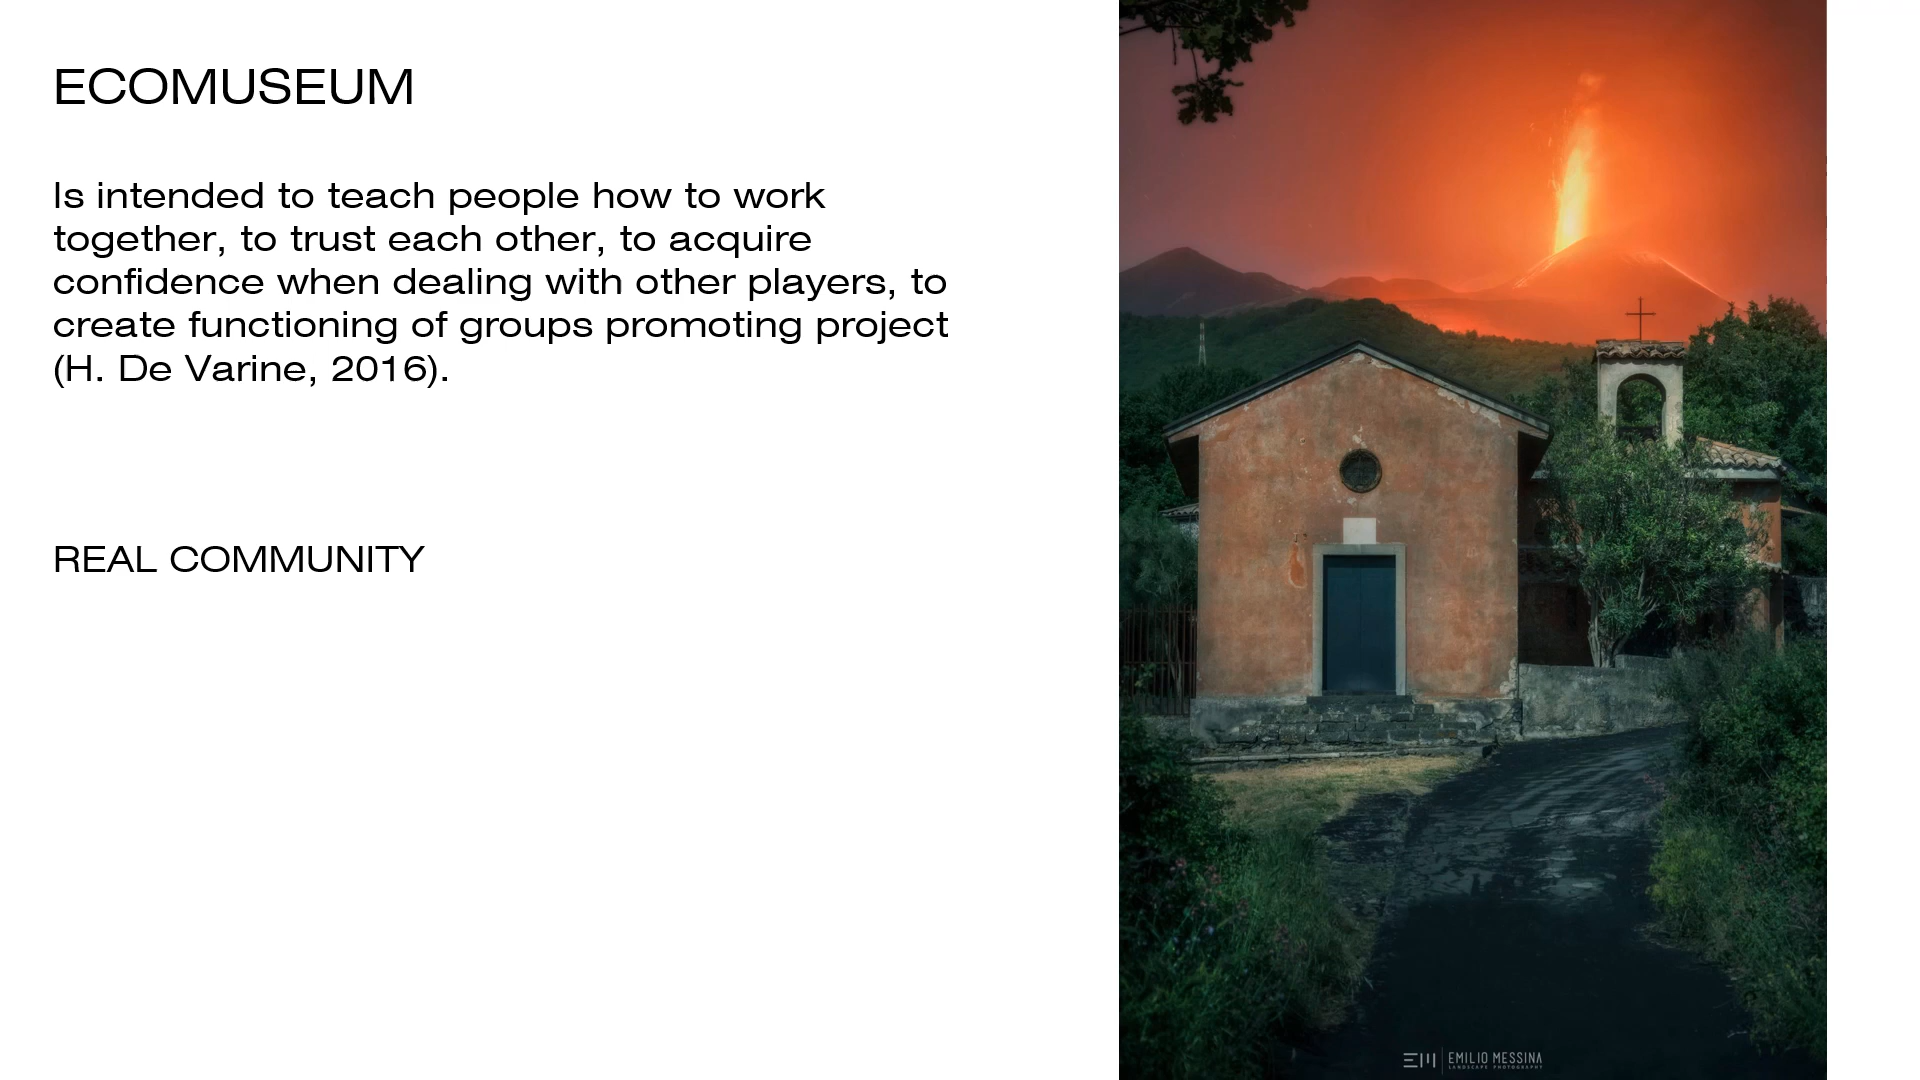 ECOMUSEUM
Is intended to teach people how to work
together, to trust each other, to acquire
confidence when dealing with other players, to
create functioning of groups promoting project
(H. De Varine, 2016).
REAL COMMUNITY
EM EMILIO MESSINA
LANDSCAPE PHOTOGRAPHY